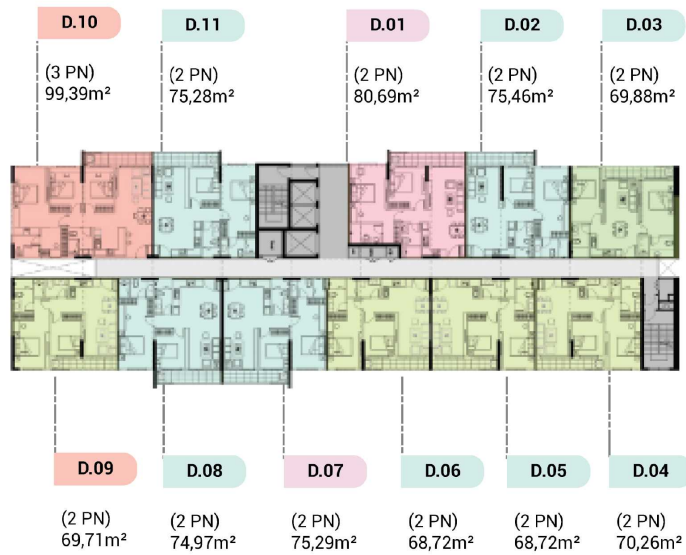 D.10
D.11
D.01
D.02
D.03
(3 PN)
99,39m²
(2 PN)
75,28m²
(2 PN)
80,69m²
(2 PN)
75,46m²
(2 PN)
69,88m²
D.09
D.08
D.07
D.06
D.05
D.04
(2 PN)
69,71m²
(2 PN)
74,97m²
(2 PN)
75,29m²
(2 PN)
68,72m²
(2 PN)
68,72m²
(2 PN)
70,26m²